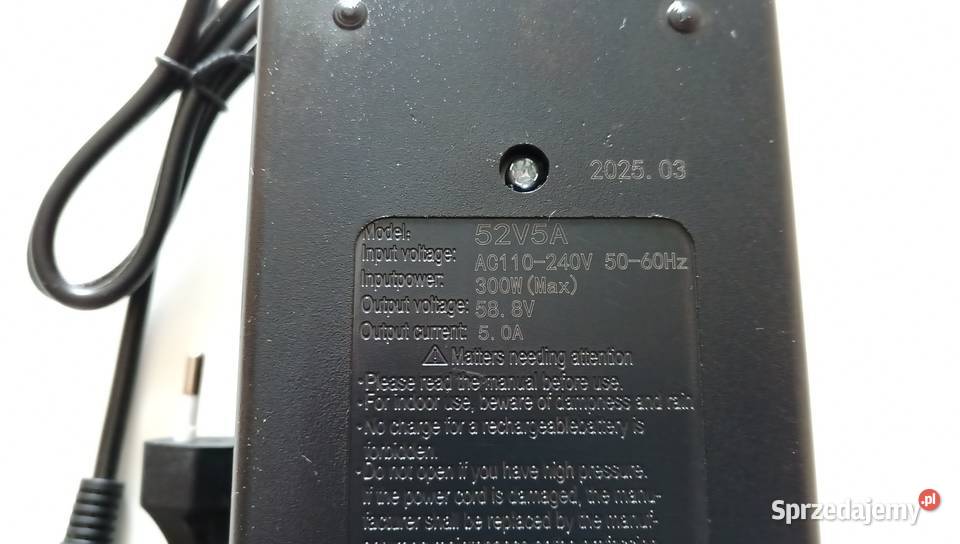 2025.03
Model: 52V5A
Input voltage: AC110-240V 50-60Hz
Inputpower: 300W(Max)
Output voltage: 58.8V
Output current: 5.0A
Matters needing attention
·Please read the manual before use.
·For indoor use, beware of dampness and rain.
·No charge for a rechargeablebattery is
forbidden.
·Do not open if you have high pressure.
If the power cord is damaged, the manu-
facturer shall be replaced by the manuf-
Sprzedajemy.pl